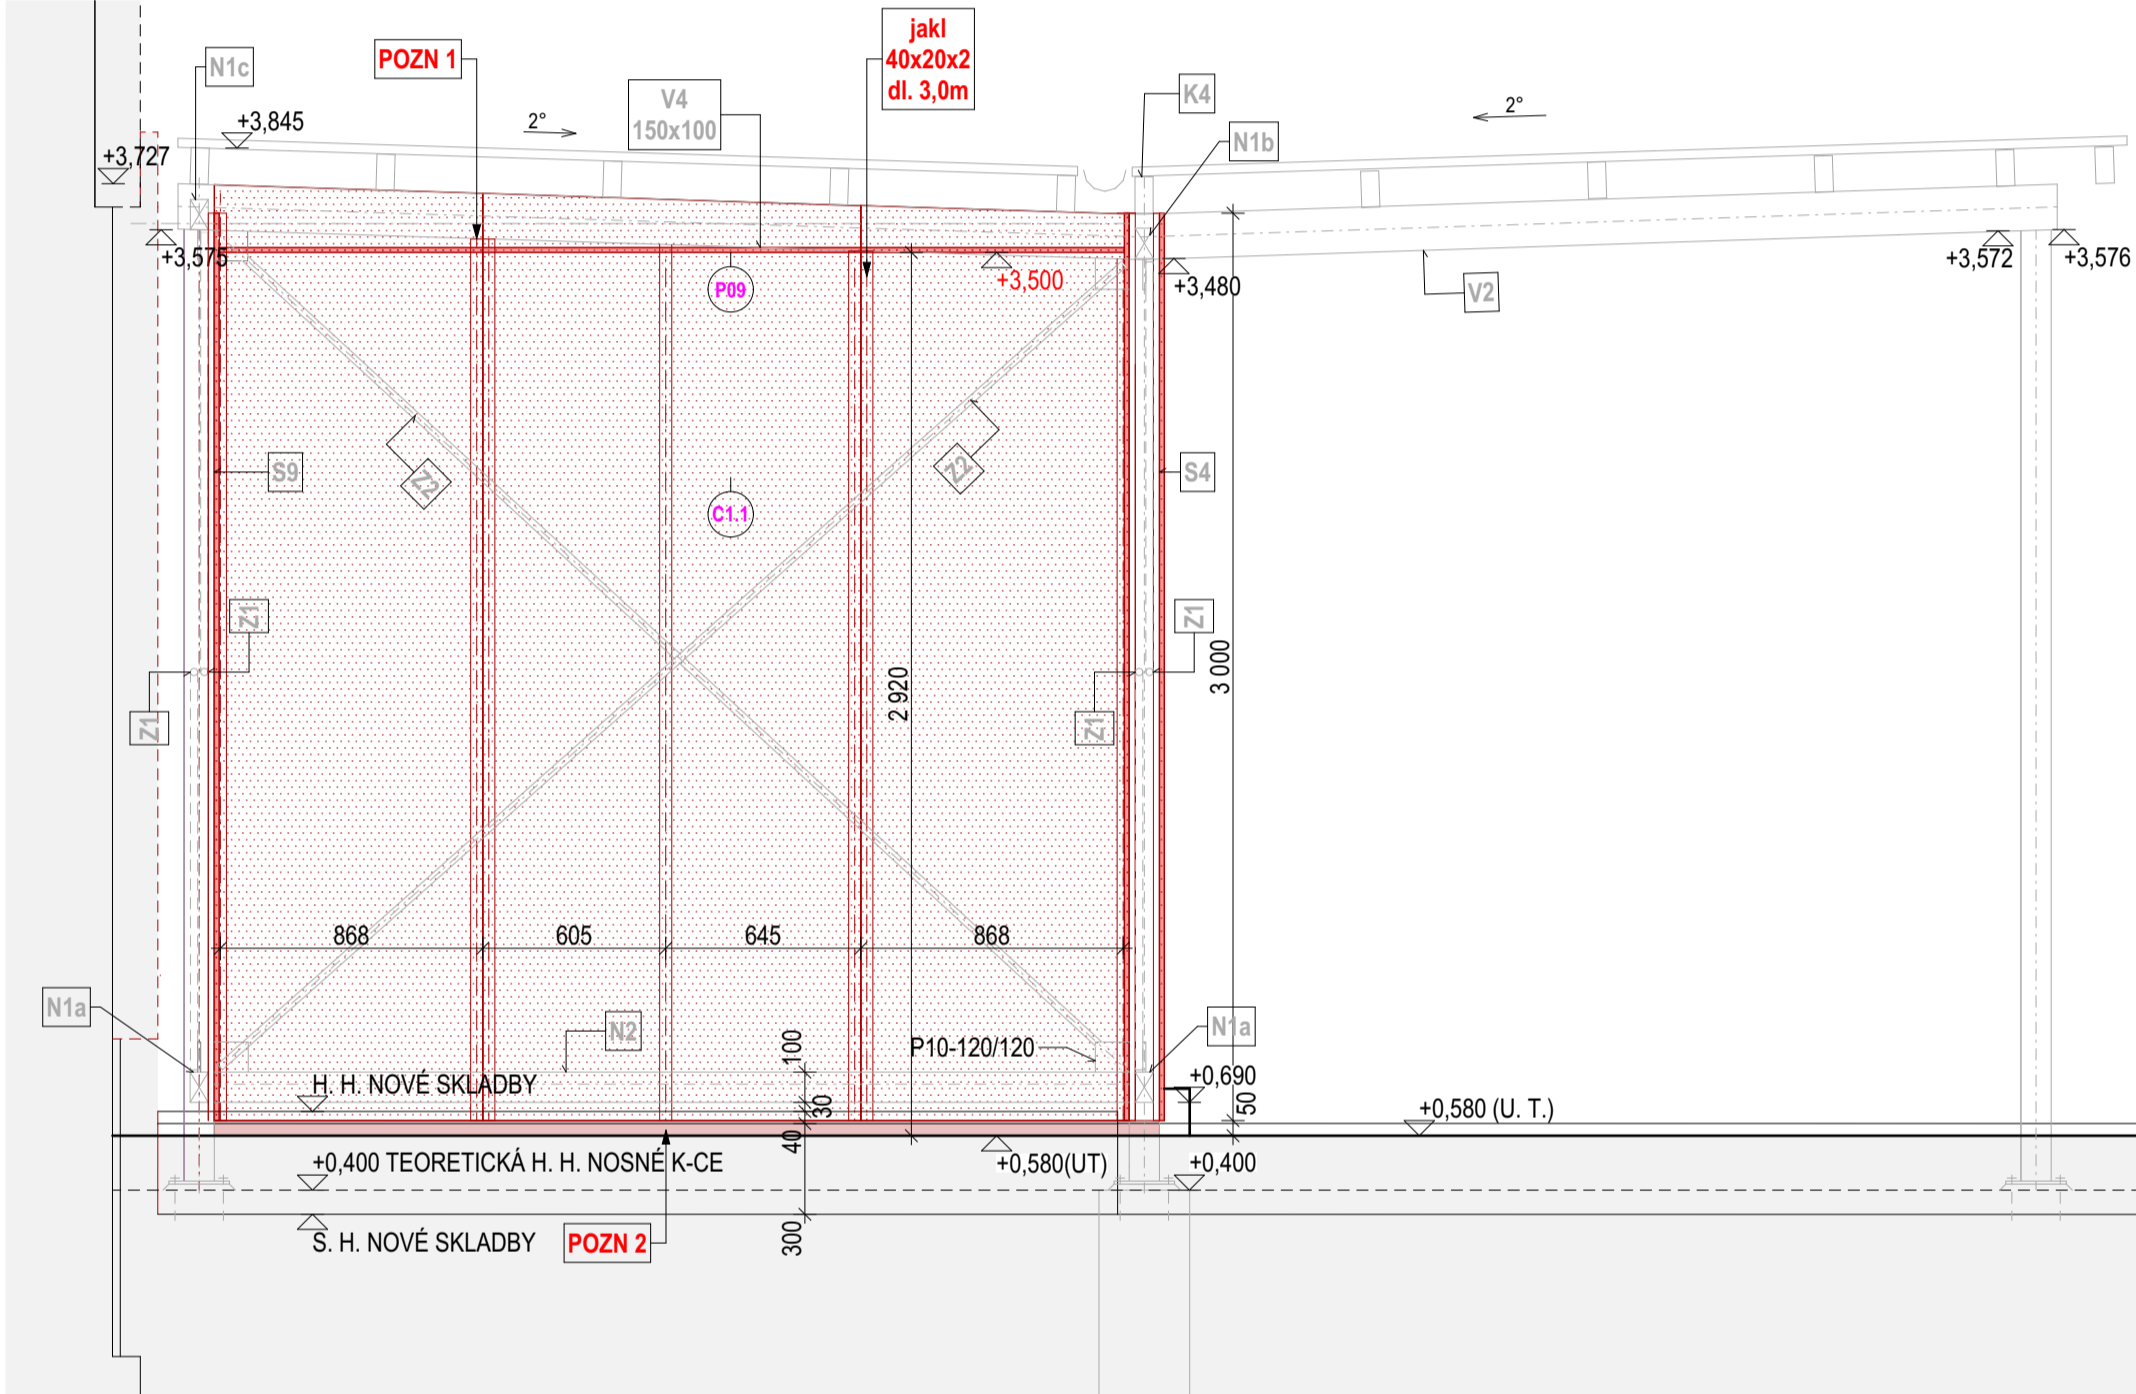 jakl
40x20x2
dl. 3,0m
POZN 1
N1c
V4
150x100
K4
2°
2°
+3,845
N1b
+3,727
+3,575
+3,500
+3,480
+3,572
+3,576
P09
V2
S9
Z2
Z2
S4
C1.1
Z1
Z1
3 000
2 920
Z1
Z1
868
605
645
868
N1a
N2
100
P10-120/120
N1a
H. H. NOVÉ SKLADBY
+0,690
30
50
+0,580 (U. T.)
40
+0,400 TEORETICKÁ H. H. NOSNÉ K-CE
+0,580(UT)
+0,400
S. H. NOVÉ SKLADBY
POZN 2
300